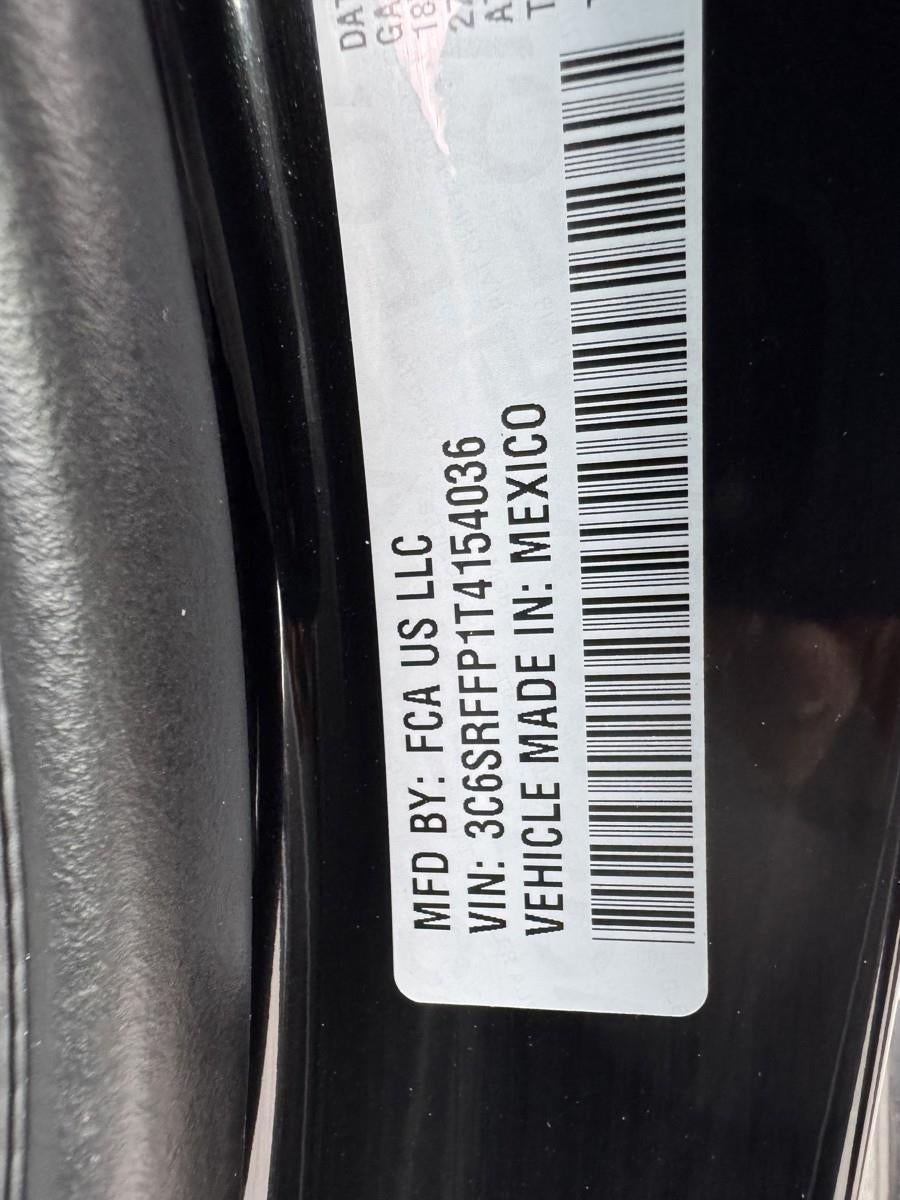 MFD BY: FCA US LLC
VIN: 3C6SRFFP1T4154036
VEHICLE MADE IN: MEXICO